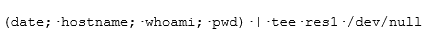 (date; ·hostname; ·whoami; ·pwd) ·| ·tee ·res1 ·/dev/null